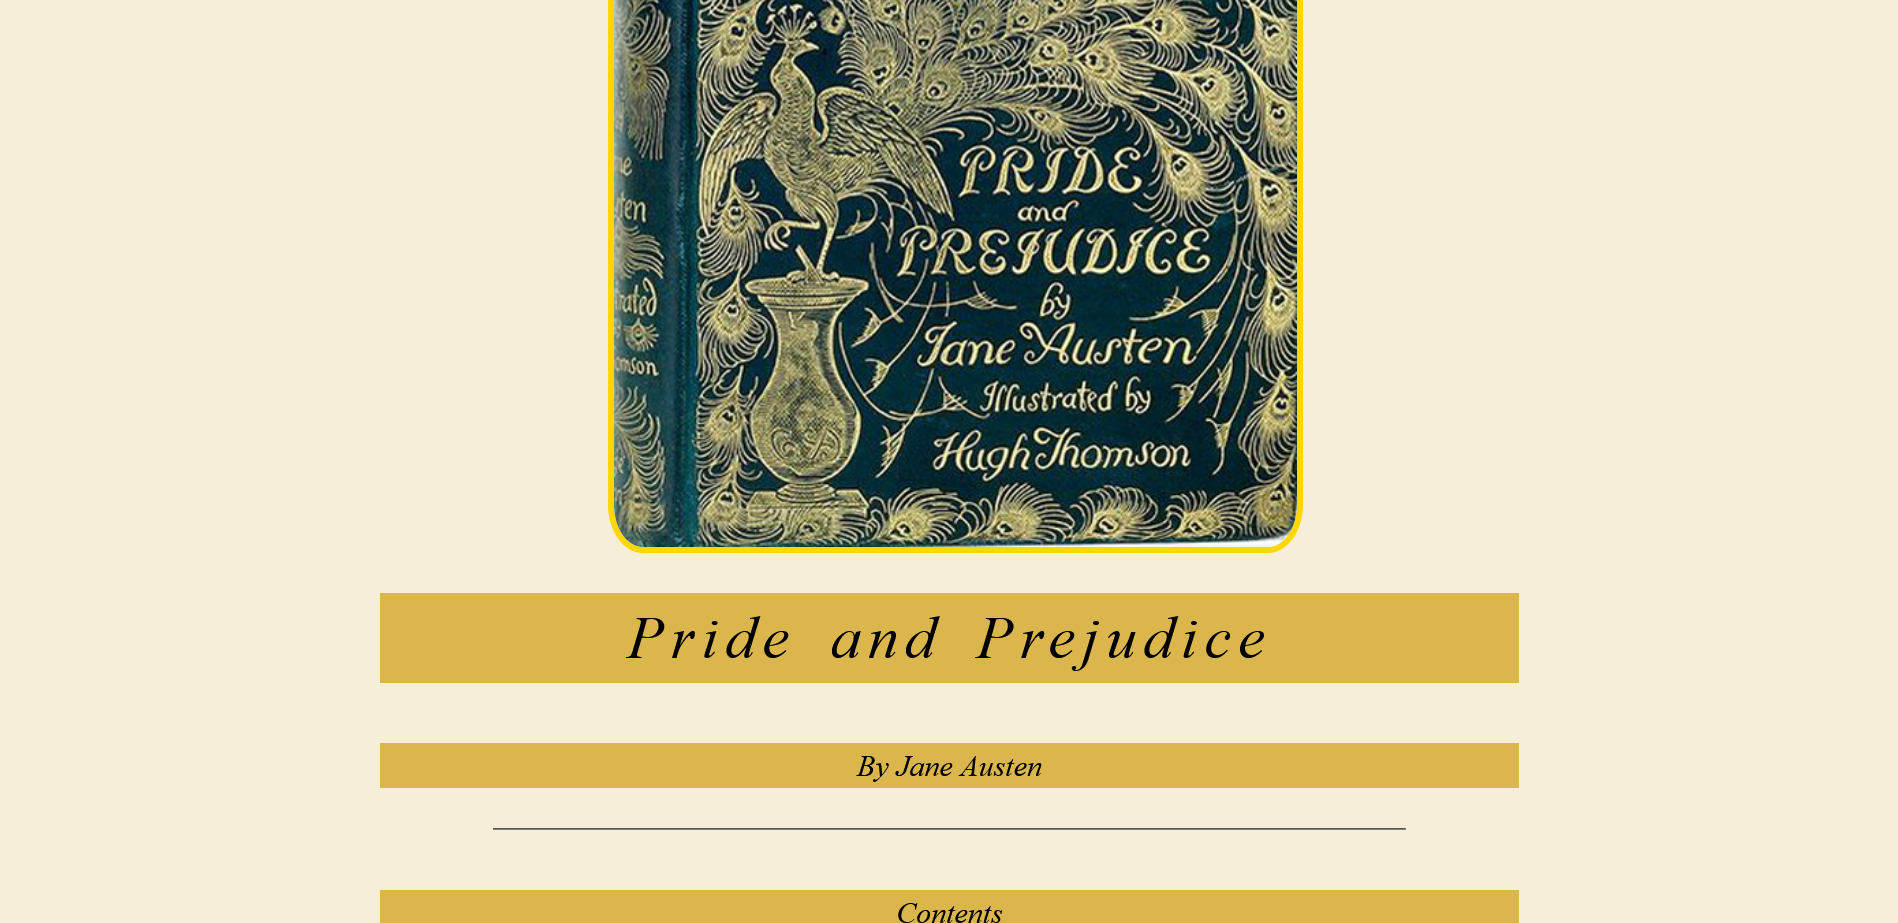 PRIDE
and
PREJUDICE
by
Jane Austen
Illustrated by
Hugh Thomson
Pride and Prejudice
By Jane Austen
Contents